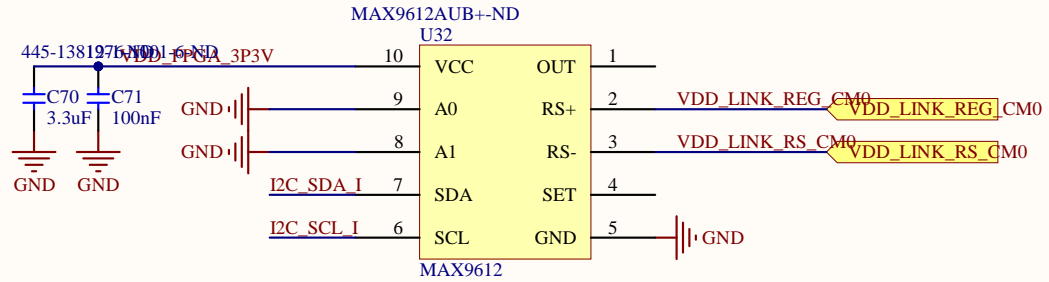 MAX9612AUB+-ND
U32
VDD_FPGA_3P3V
10 VCC OUT 1
C70 C71
3.3uF 100nF
GND 9 A0 RS+ 2 VDD_LINK_REG_CM0 VDD_LINK_REG_CM0
GND 8 A1 RS- 3 VDD_LINK_RS_CM0 VDD_LINK_RS_CM0
GND GND
I2C_SDA_I 7 SDA SET 4
I2C_SCL_I 6 SCL GND 5 GND
MAX9612